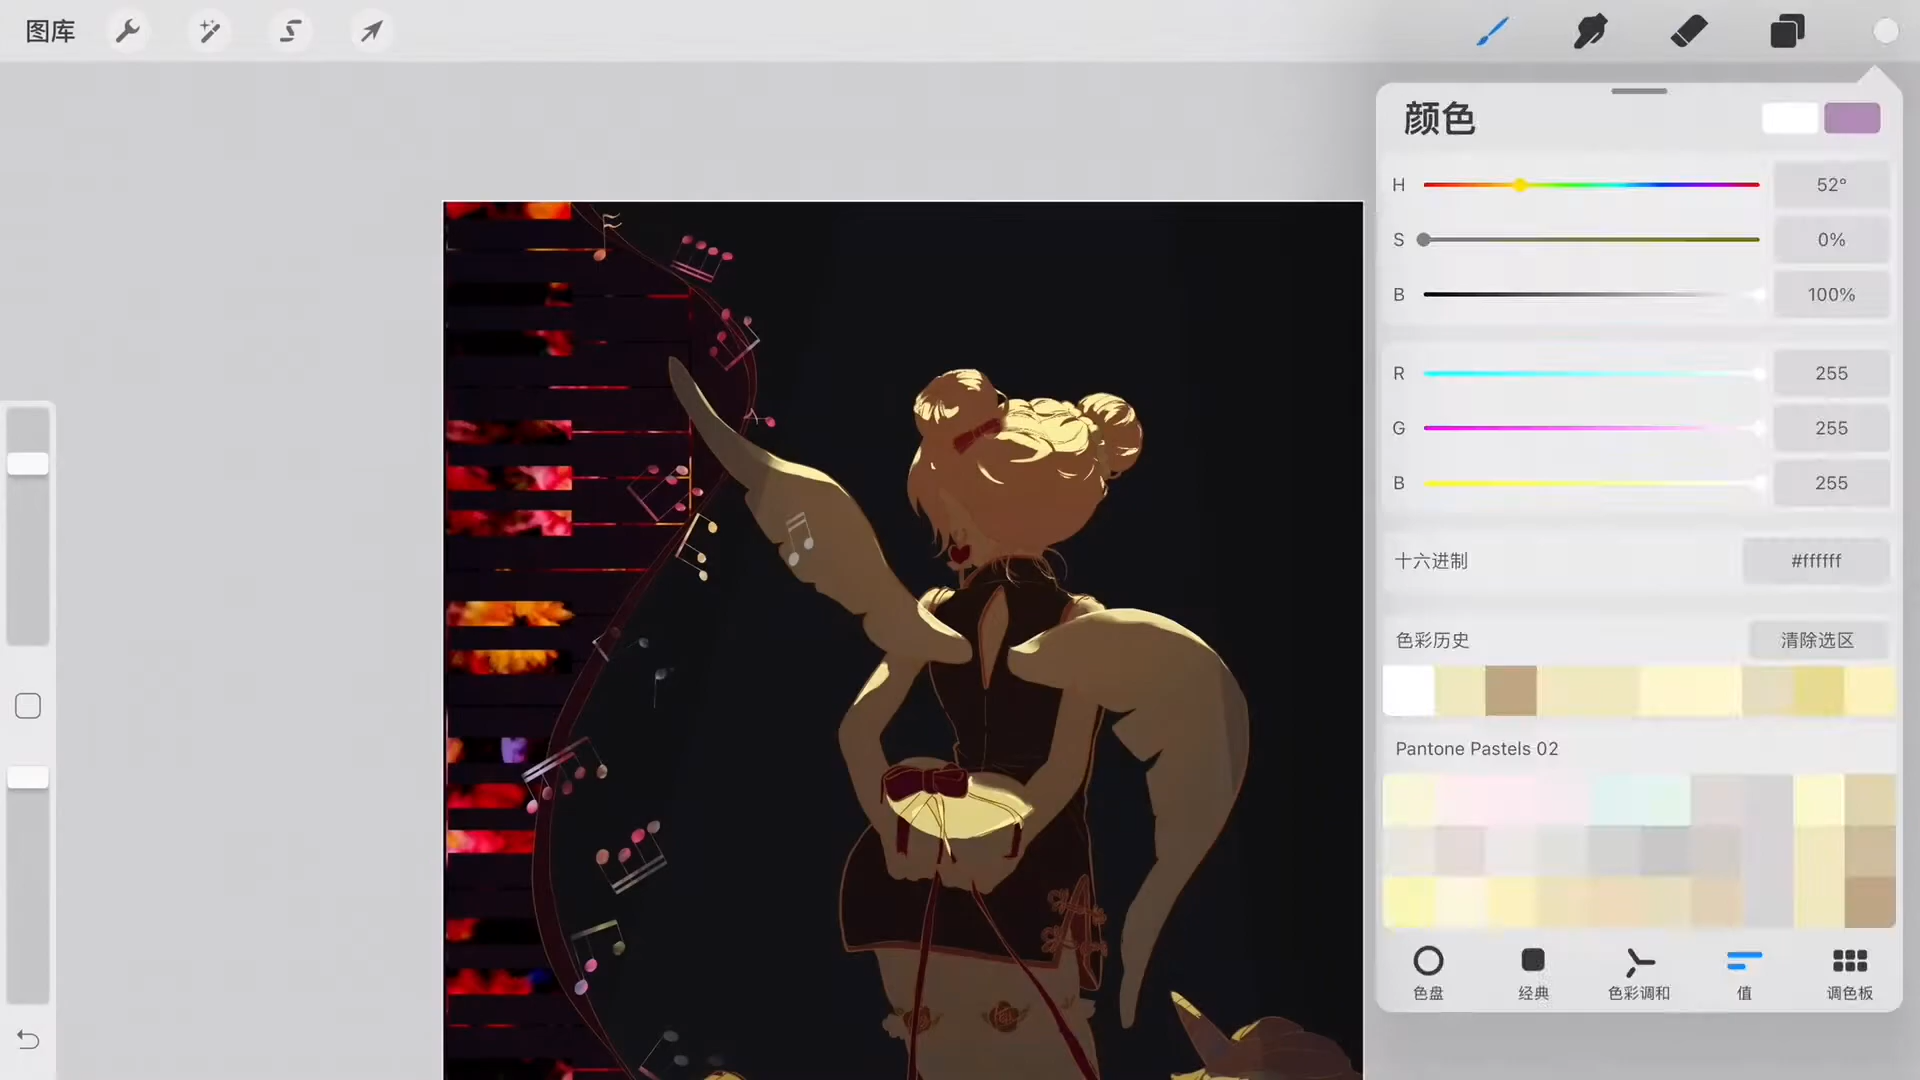 图库
颜色
H 52°
S 0%
B 100%
R 255
G 255
B 255
十六进制 #ffffff
色彩历史 清除选区
Pantone Pastels 02
色盘 经典 色彩调和 值 调色板